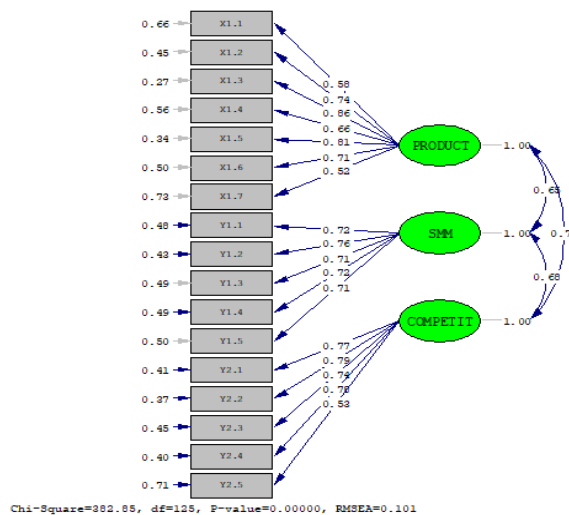 0.66 X1.1
0.45 X1.2
0.27 X1.3
0.56 X1.4
0.34 X1.5
0.50 X1.6
0.73 X1.7
0.48 Y1.1
0.43 Y1.2
0.49 Y1.3
0.49 Y1.4
0.50 Y1.5
0.41 Y2.1
0.37 Y2.2
0.45 Y2.3
0.40 Y2.4
0.71 Y2.5
0.58
0.74
0.86
0.66
0.81
0.71
0.52
PRODUCT 1.00
0.72
0.76
0.71
0.72
0.71
SMM 1.00
0.77
0.79
0.74
0.78
0.53
COMPETIT 1.00
0.65
0.68
Chi-Square=382.85, df=125, P-value=0.00000, RMSEA=0.101